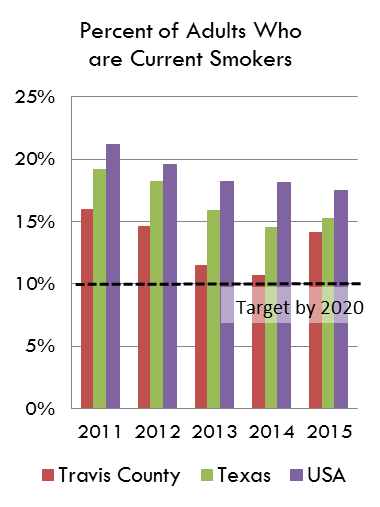 Percent of Adults Who
are Current Smokers
25%
20%
15%
10%
Target by 2020
5%
0%
2011 2012 2013 2014 2015
Travis County Texas USA